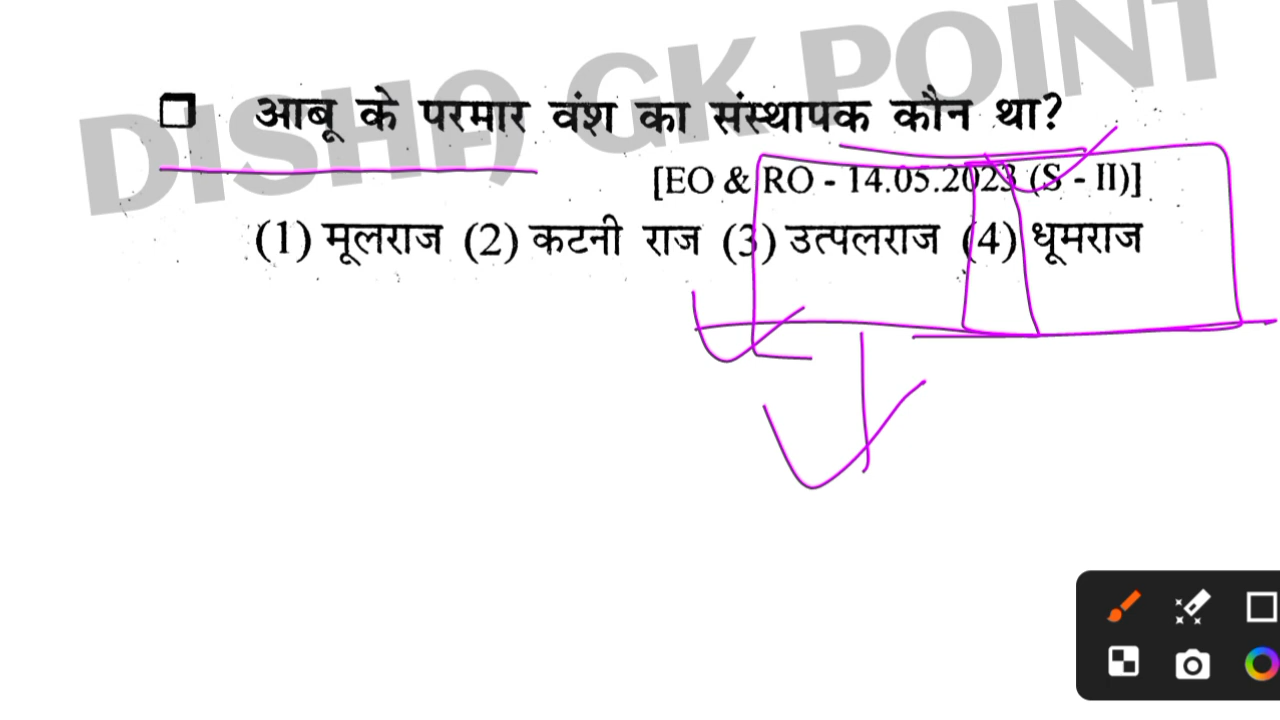 DISHA GK POINT
❑ आबू के परमार वंश का संस्थापक कौन था?
[EO & RO - 14.05.2023 (S - II)]
(1) मूलराज (2) कटनी राज (3) उत्पलराज (4) धूमराज